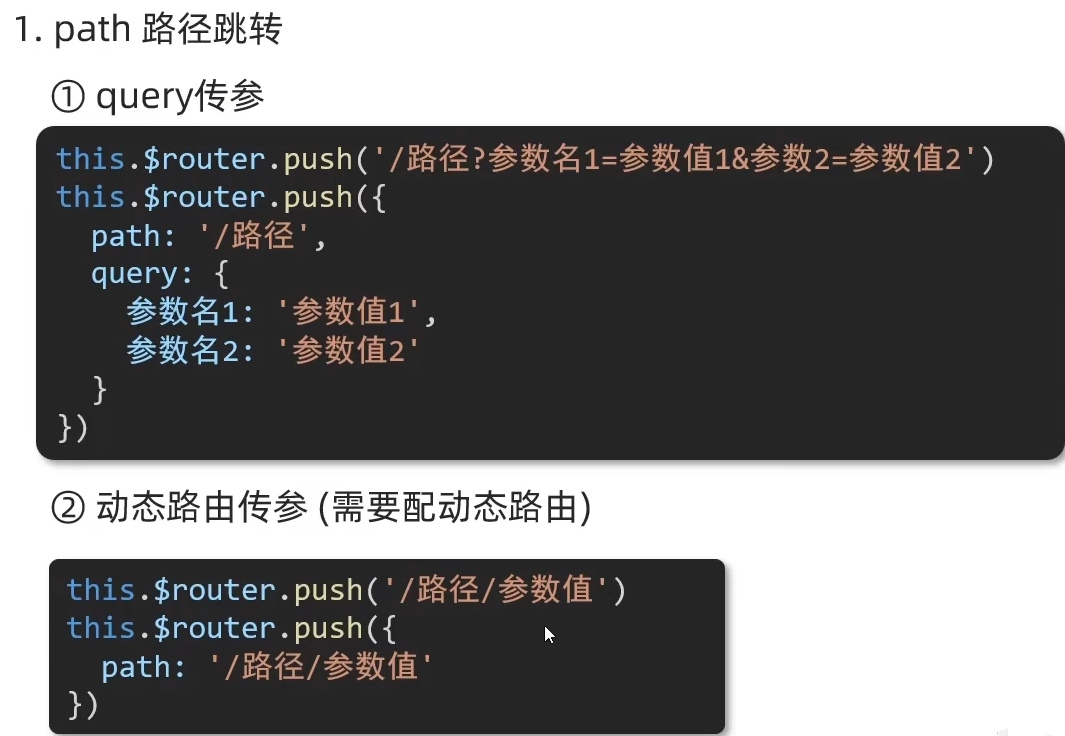 1. path 路径跳转
① query传参
this.$router.push('/路径?参数名1=参数值1&参数2=参数值2')
this.$router.push({
  path: '/路径',
  query: {
    参数名1: '参数值1',
    参数名2: '参数值2'
  }
})
② 动态路由传参 (需要配动态路由)
this.$router.push('/路径/参数值')
this.$router.push({
  path: '/路径/参数值'
})